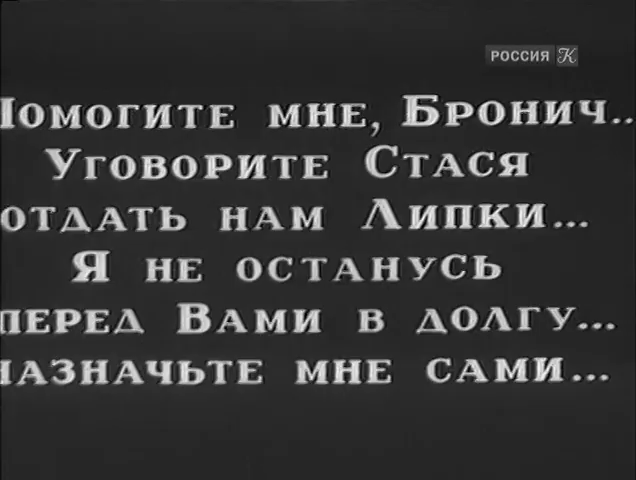 РОССИЯ К
Помогите мне, Бронич..
Уговорите Стася
отдать нам Липки...
Я не останусь
перед Вами в долгу...
назначьте мне сами...